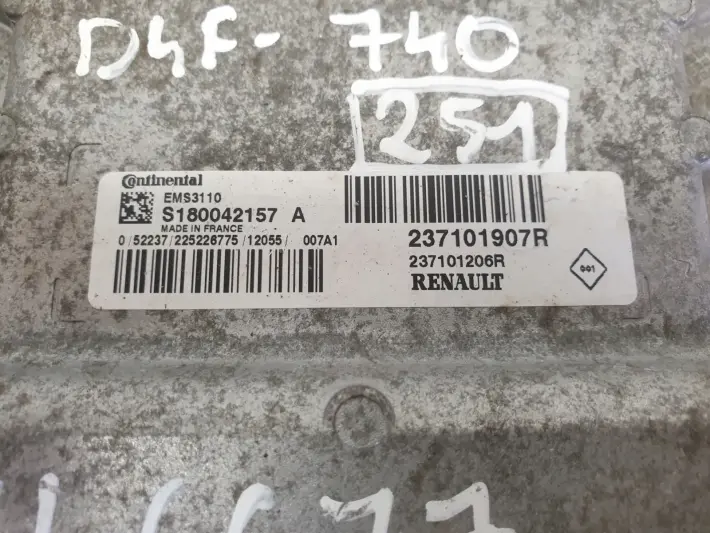 D4F-740
251
Continental
EMS3110
S180042157 A
MADE IN FRANCE
0/52237/225226775/12055/ 007A1
237101907R
237101206R
RENAULT